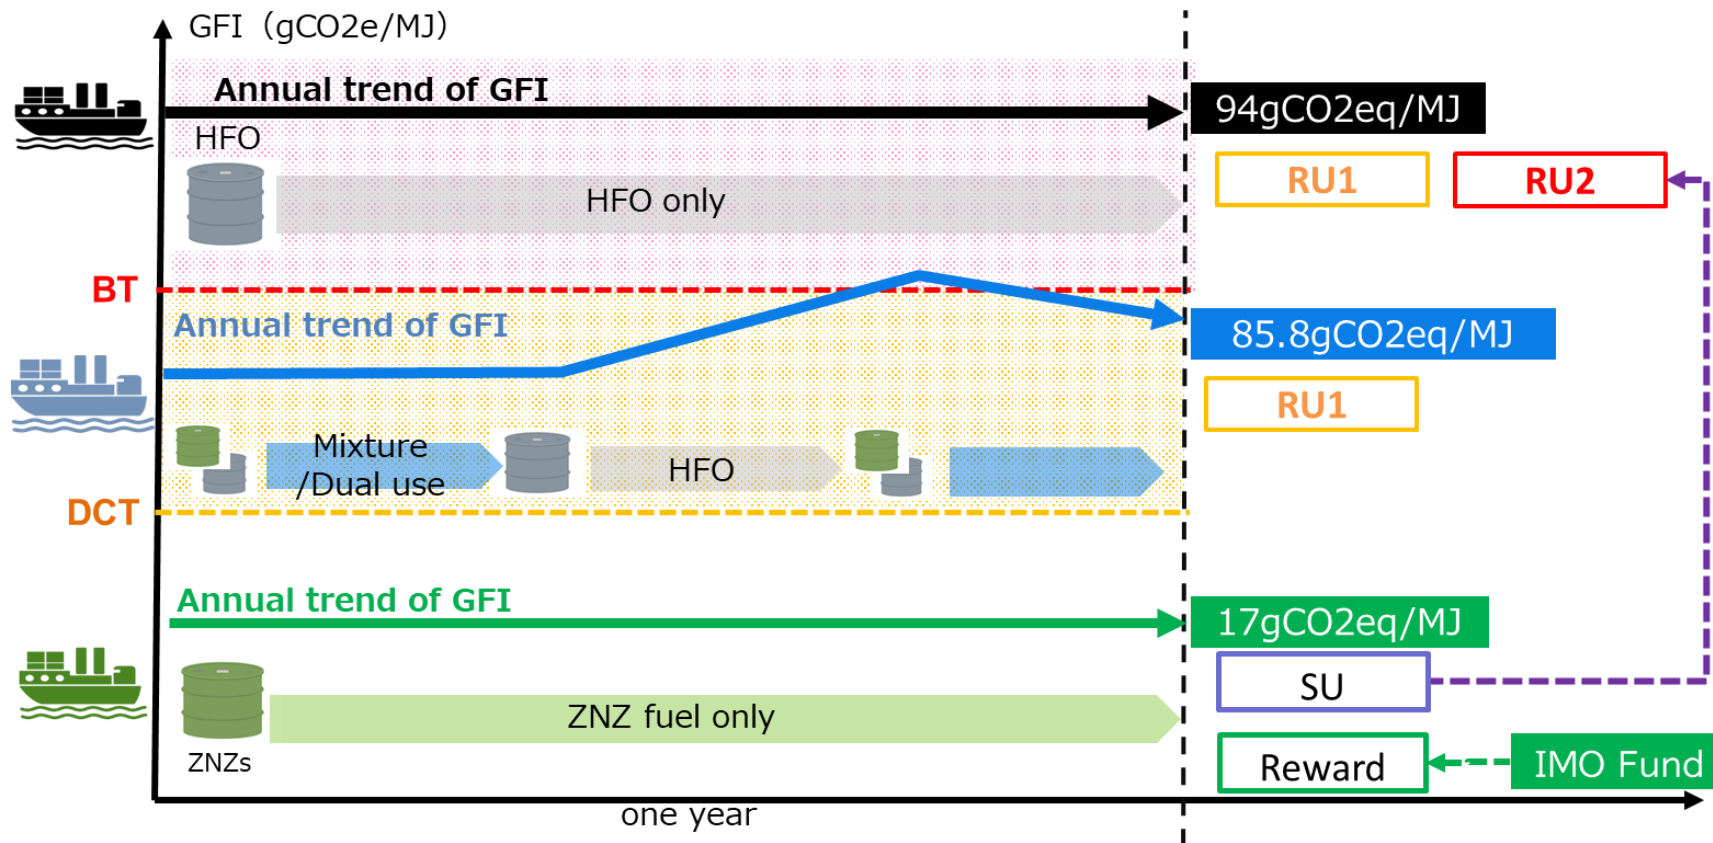 GFI（gCO2e/MJ）
Annual trend of GFI
94gCO2eq/MJ
HFO
RU1
RU2
HFO only
BT
Annual trend of GFI
85.8gCO2eq/MJ
RU1
Mixture
/Dual use
HFO
DCT
Annual trend of GFI
17gCO2eq/MJ
SU
ZNZ fuel only
ZNZs
Reward
IMO Fund
one year